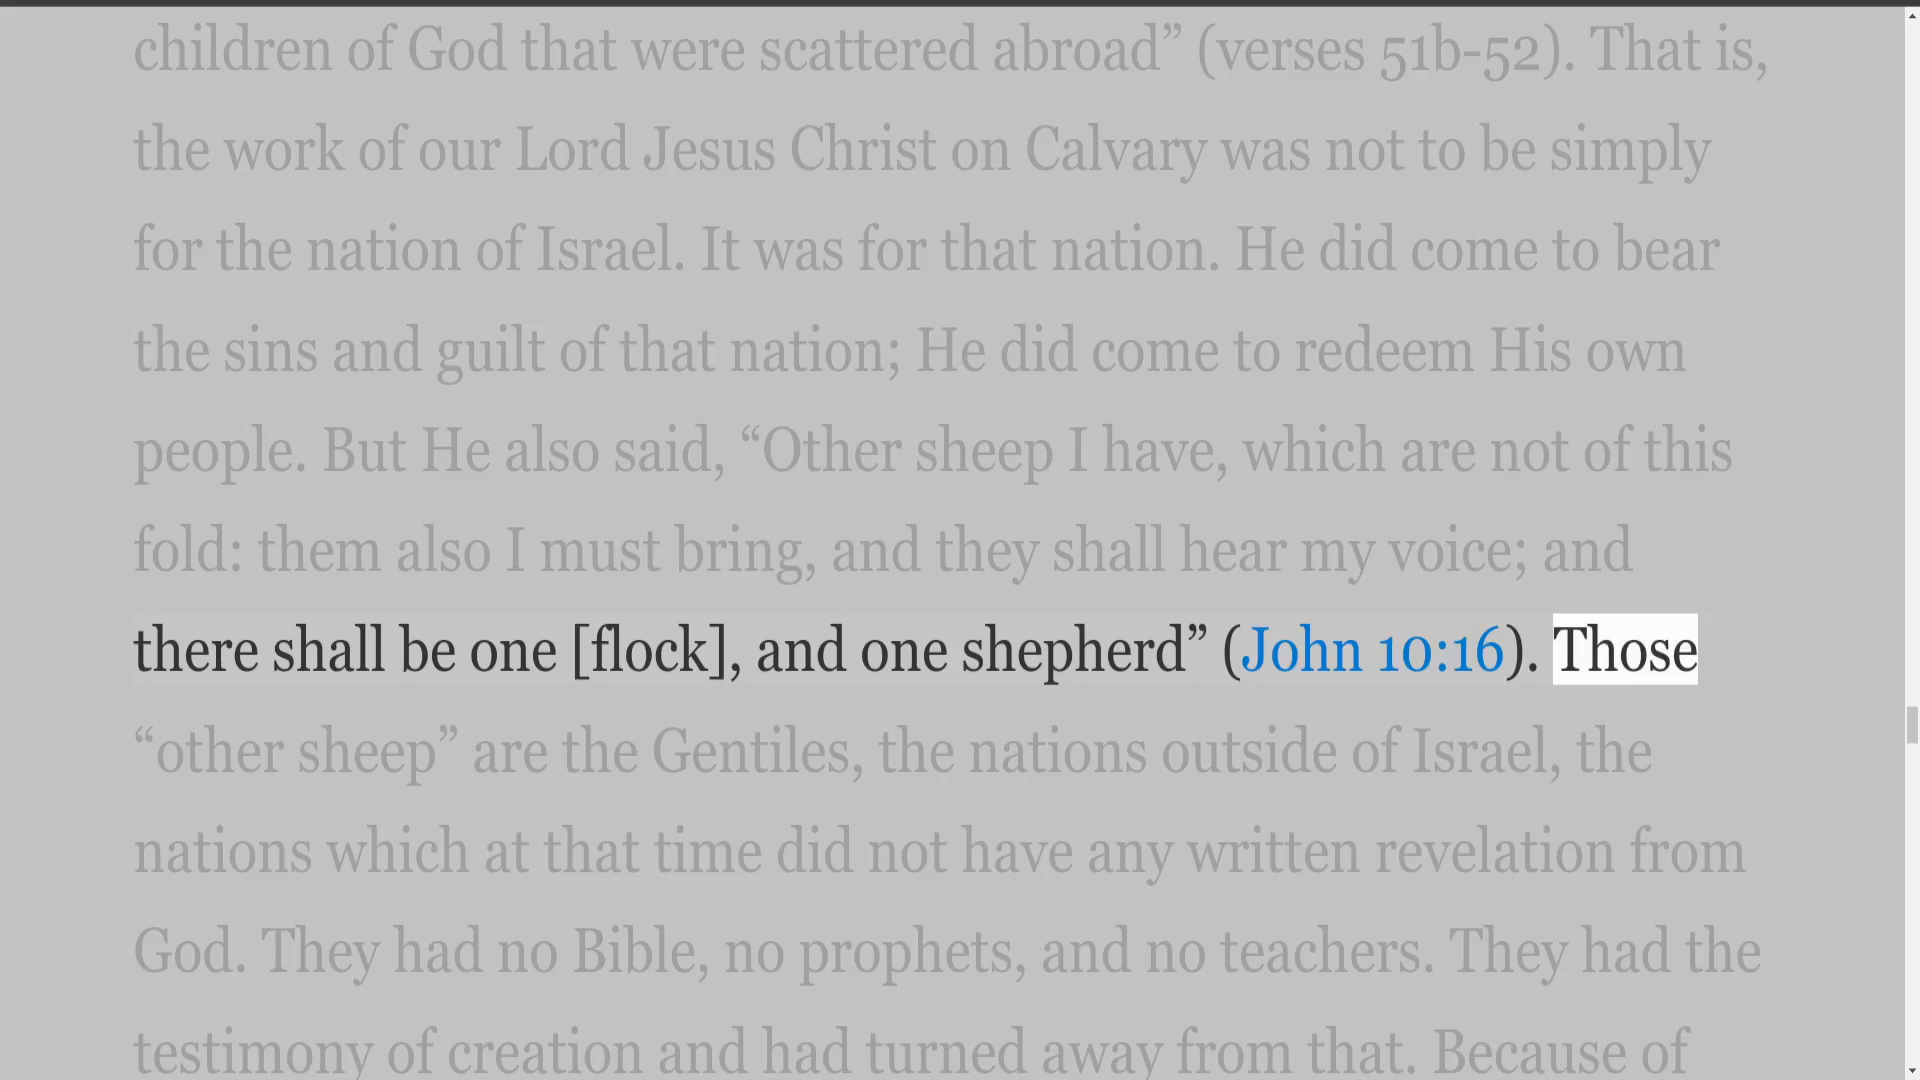 children of God that were scattered abroad” (verses 51b-52). That is,
the work of our Lord Jesus Christ on Calvary was not to be simply
for the nation of Israel. It was for that nation. He did come to bear
the sins and guilt of that nation; He did come to redeem His own
people. But He also said, “Other sheep I have, which are not of this
fold: them also I must bring, and they shall hear my voice; and
there shall be one [flock], and one shepherd” (John 10:16). Those
“other sheep” are the Gentiles, the nations outside of Israel, the
nations which at that time did not have any written revelation from
God. They had no Bible, no prophets, and no teachers. They had the
testimony of creation and had turned away from that. Because of